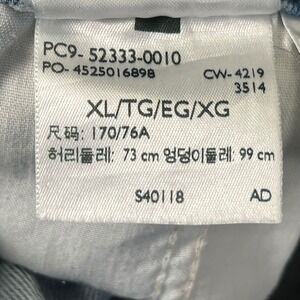 PC9- 52333-0010
PO- 4525016898 CW- 4219
3514
XL/TG/EG/XG
尺码: 170/76A
허리둘레: 73 cm 엉덩이둘레: 99 cm
S40118 AD